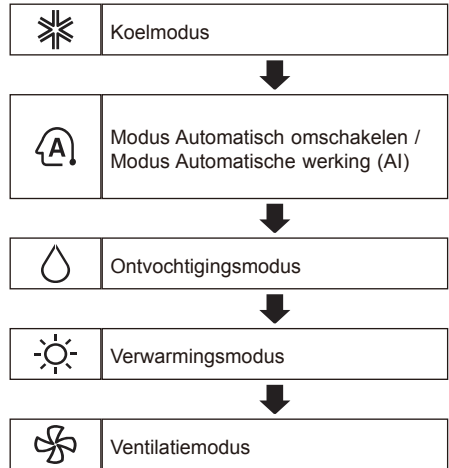 Koelmodus
A
Modus Automatisch omschakelen /
Modus Automatische werking (AI)
Ontvochtigingsmodus
Verwarmingsmodus
Ventilatiemodus